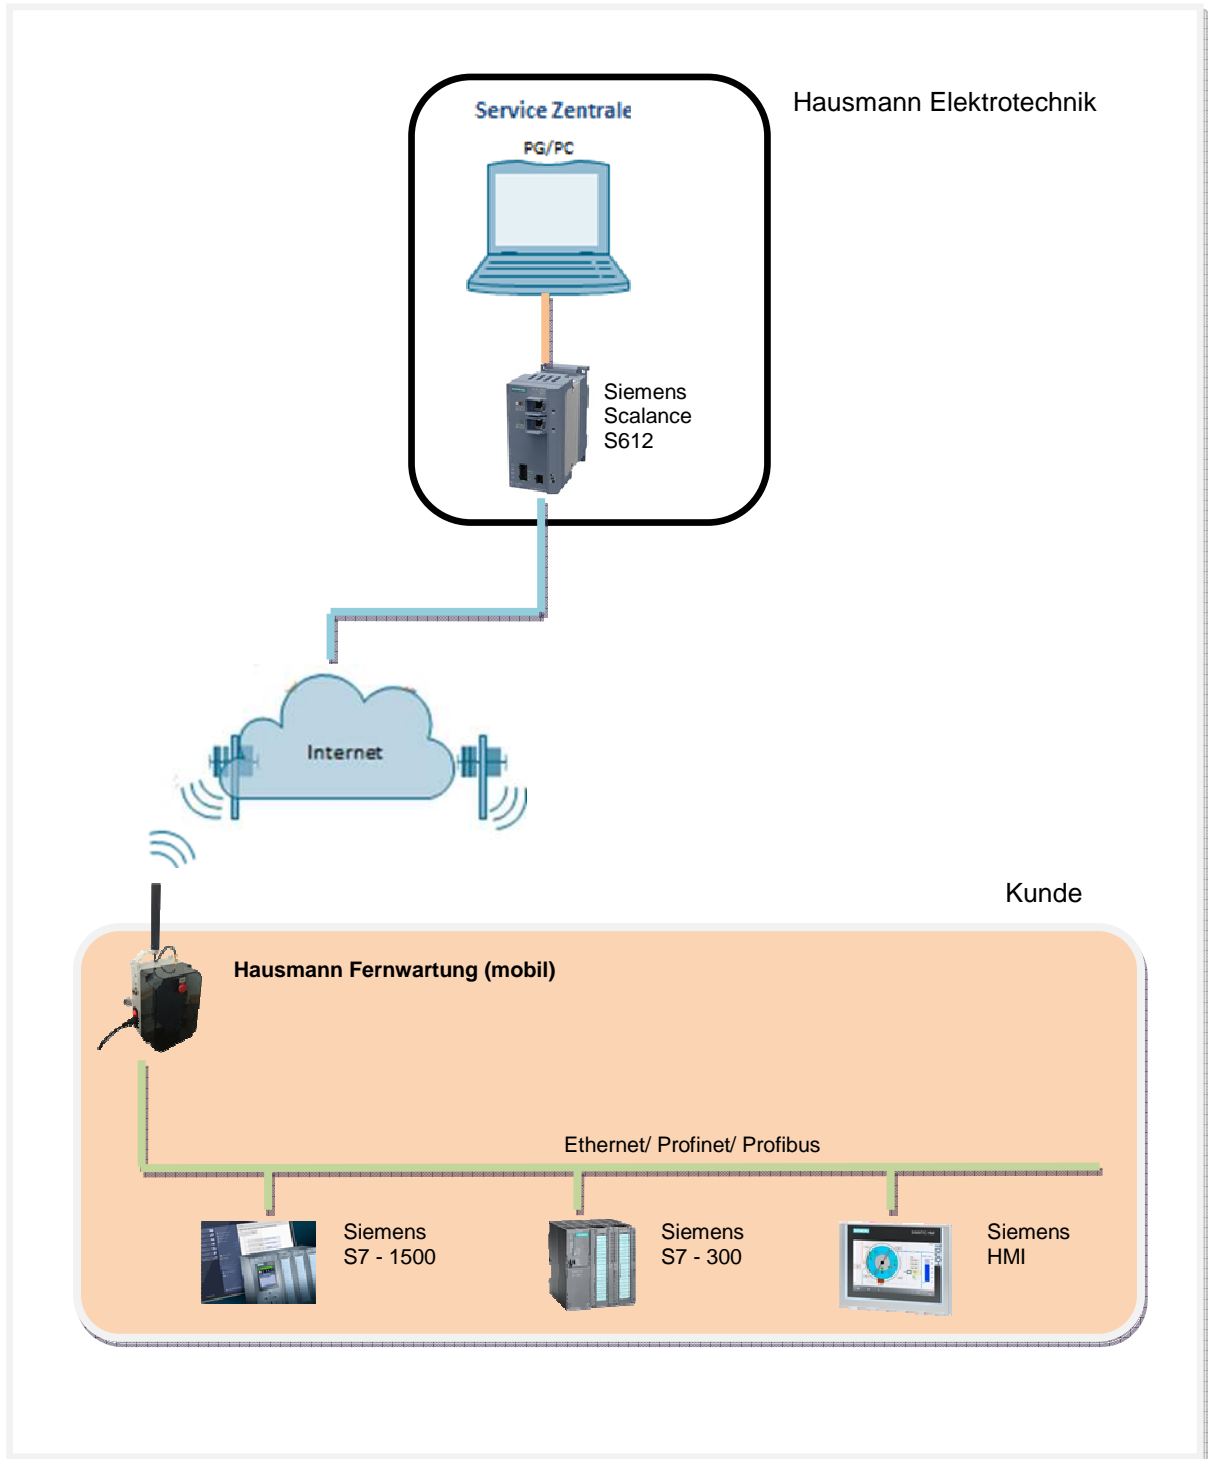 Hausmann Elektrotechnik
Service Zentrale
PG/PC
Siemens
Scalance
S612
Internet
Kunde
Hausmann Fernwartung (mobil)
Ethernet/ Profinet/ Profibus
Siemens
S7 - 1500
Siemens
S7 - 300
Siemens
HMI